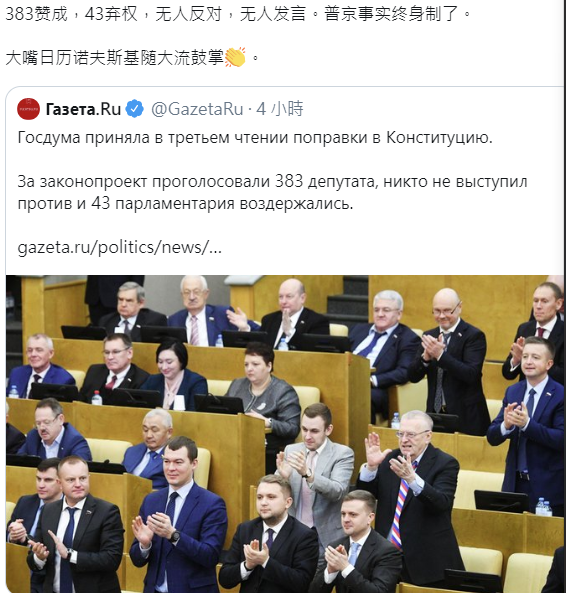 383赞成，43弃权，无人反对，无人发言。普京事实终身制了。
大嘴日历诺夫斯基随大流鼓掌👏。
Газета.Ru @GazetaRu · 4 小時
Госдума приняла в третьем чтении поправки в Конституцию.
За законопроект проголосовали 383 депутата, никто не выступил
против и 43 парламентария воздержались.
gazeta.ru/politics/news/...